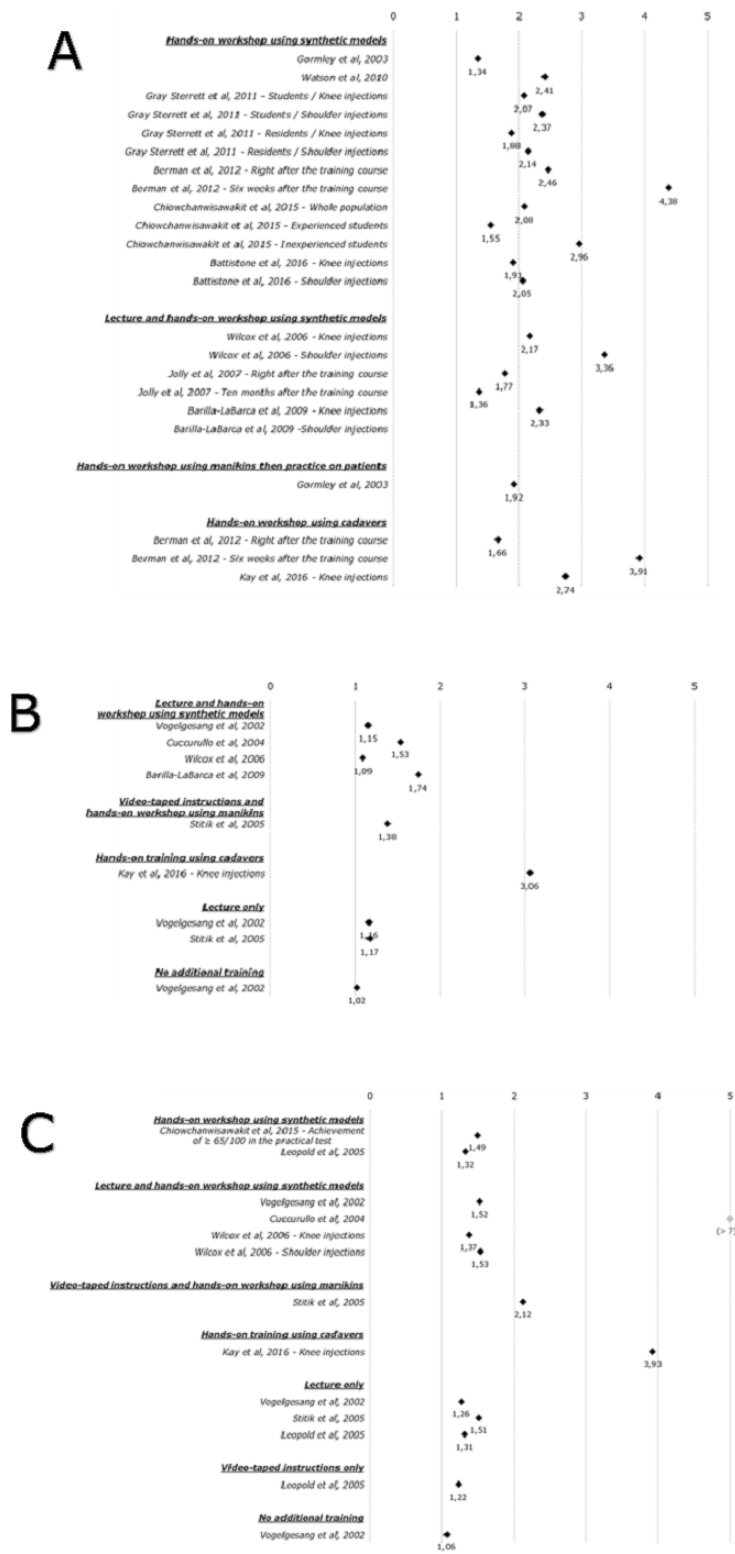 A
0 1 2 3 4 5
Hands-on workshop using synthetic models
Gormley et al, 2003
1,34
Watson et al, 2010
2,41
Gray Sterrett et al, 2011 – Students / Knee injections
2,07
Gray Sterrett et al, 2011 – Students / Shoulder injections
2,37
Gray Sterrett et al, 2011 – Residents / Knee injections
1,88
Gray Sterrett et al, 2011 – Residents / Shoulder injections
2,14
Berman et al, 2012 - Right after the training course
2,46
Berman et al, 2012 - Six weeks after the training course
4,38
Chiowchanwisawakit et al, 2015 - Whole population
2,08
Chiowchanwisawakit et al, 2015 – Experienced students
1,55
Chiowchanwisawakit et al, 2015 - Inexperienced students
2,96
Battistone et al, 2016 - Knee injections
1,91
Battistone et al, 2016 - Shoulder injections
2,05
Lecture and hands-on workshop using synthetic models
Wilcox et al, 2006 - Knee injections
2,17
Wilcox et al, 2006 - Shoulder injections
3,36
Jolly et al, 2007 - Right after the training course
1,77
Jolly et al, 2007 - Ten months after the training course
1,36
Barilla-LaBarca et al, 2009 - Knee injections
2,33
Barilla-LaBarca et al, 2009 -Shoulder injections
Hands-on workshop using manikins then practice on patients
Gormley et al, 2003
1,92
Hands-on workshop using cadavers
Berman et al, 2012 - Right after the training course
1,66
Berman et al, 2012 - Six weeks after the training course
3,91
Kay et al, 2016 - Knee injections
2,74
B
0 1 2 3 4 5
Lecture and hands-on
workshop using synthetic models
Vogelgesang et al, 2002
1,15
Cuccurullo et al, 2004
1,53
Wilcox et al, 2006
1,09
Barilla-LaBarca et al, 2009
1,74
Video-taped instructions and
hands-on workshop using manikins
Stitik et al, 2005
1,38
Hands-on training using cadavers
Kay et al, 2016 - Knee injections
3,06
Lecture only
Vogelgesang et al, 2002
1,16
Stitik et al, 2005
1,17
No additional training
Vogelgesang et al, 2002
1,02
C
0 1 2 3 4 5
Hands-on workshop using synthetic models
Chiowchanwisawakit et al, 2015 - Achievement
of ≥ 65/100 in the practical test
1,49
Leopold et al, 2005
1,32
Lecture and hands-on workshop using synthetic models
Vogelgesang et al, 2002
1,52
Cuccurullo et al, 2004
(> 7)
Wilcox et al, 2006 - Knee injections
1,37
Wilcox et al, 2006 - Shoulder injections
1,53
Video-taped instructions and hands-on workshop using manikins
Stitik et al, 2005
2,12
Hands-on training using cadavers
Kay et al, 2016 - Knee injections
3,93
Lecture only
Vogelgesang et al, 2002
1,26
Stitik et al, 2005
1,51
Leopold et al, 2005
1,31
Video-taped instructions only
Leopold et al, 2005
1,22
No additional training
Vogelgesang et al, 2002
1,06